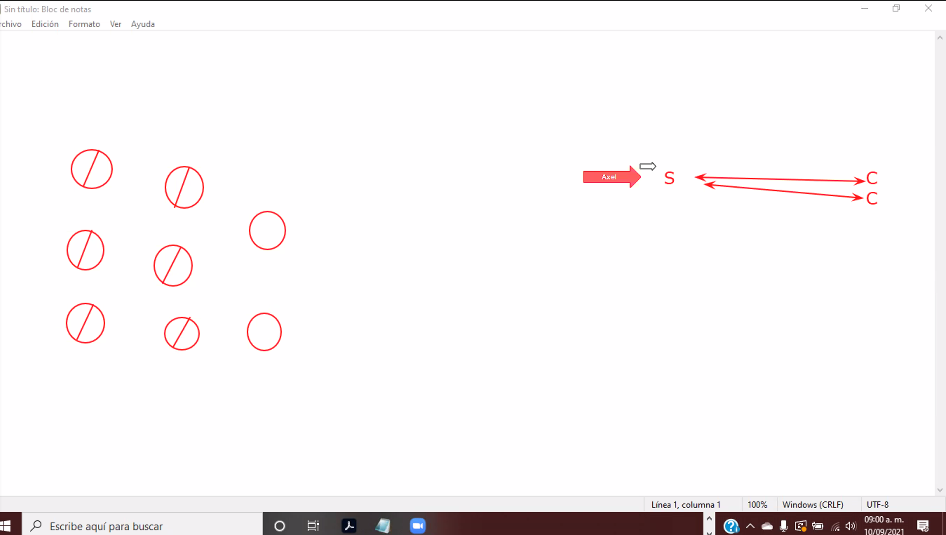 Sin título: Bloc de notas
rchivo Edición Formato Ver Ayuda
Axel
S
C
C
Línea 1, columna 1 100% Windows (CRLF) UTF-8
Escribe aquí para buscar
09:00 a. m.
10/09/2021